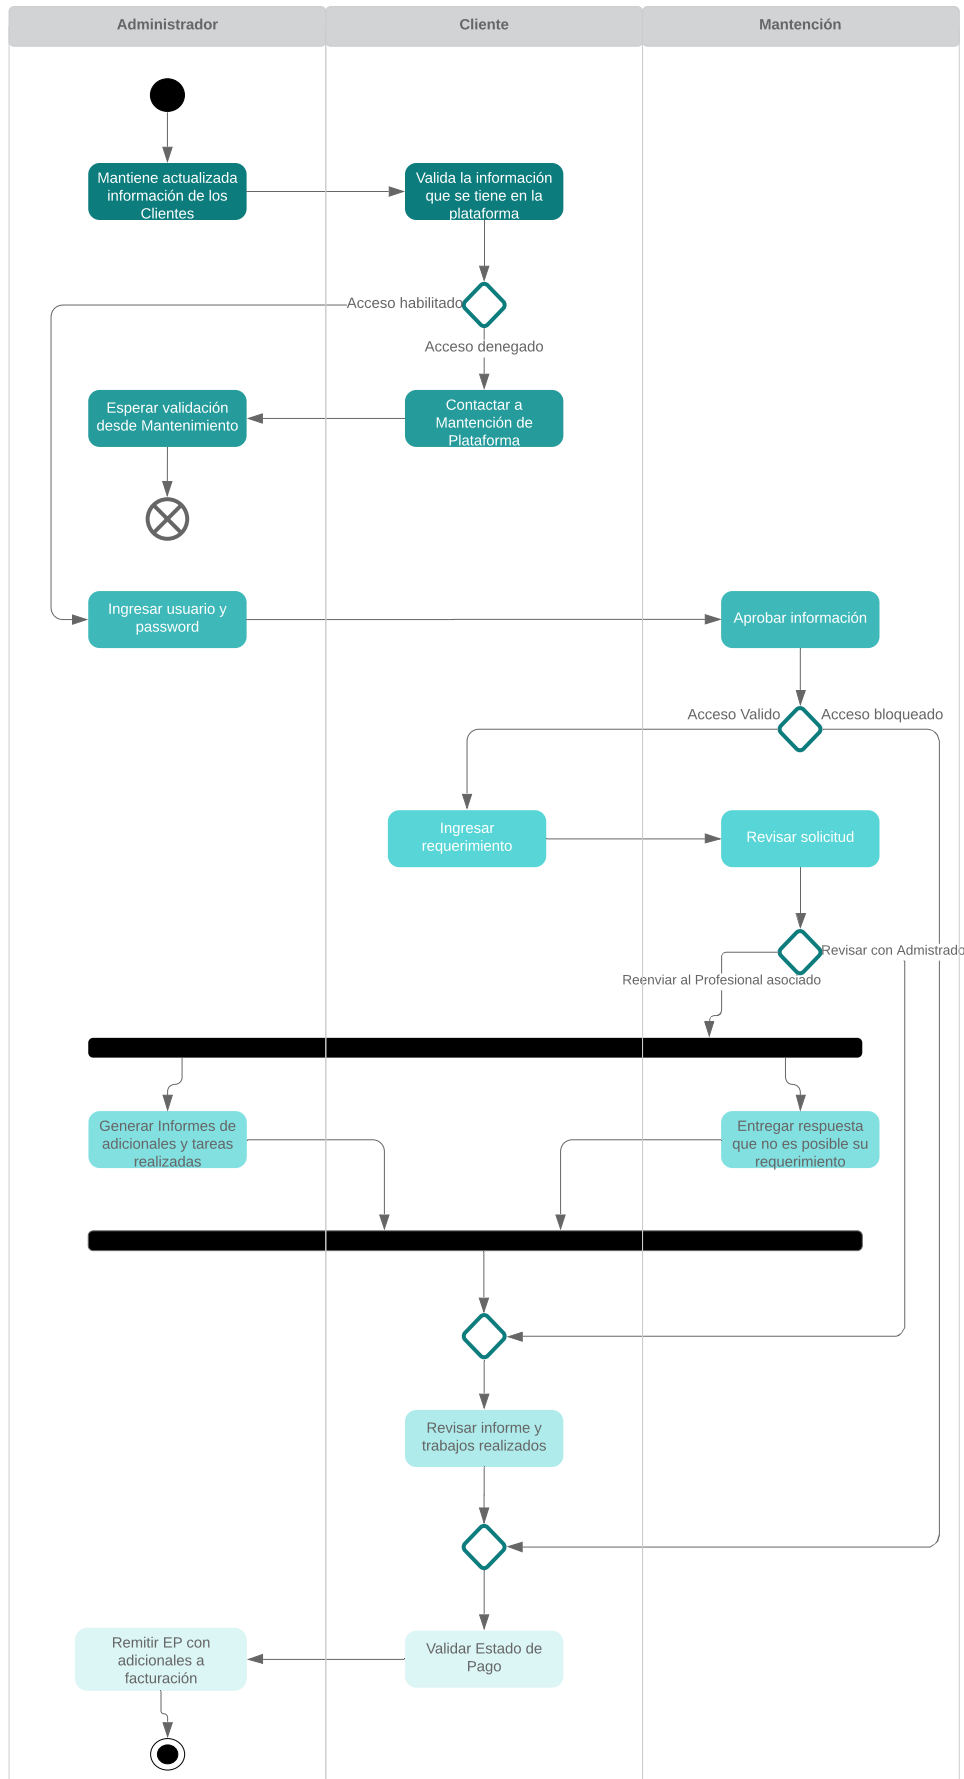 Administrador
Cliente
Mantención
Mantiene actualizada
información de los
Clientes
Valida la información
que se tiene en la
plataforma
Acceso habilitado
Acceso denegado
Esperar validación
desde Mantenimiento
Contactar a
Mantención de
Plataforma
Ingresar usuario y
password
Aprobar información
Acceso Valido
Acceso bloqueado
Ingresar
requerimiento
Revisar solicitud
Revisar con Admistrado
Reenviar al Profesional asociado
Generar Informes de
adicionales y tareas
realizadas
Entregar respuesta
que no es posible su
requerimiento
Revisar informe y
trabajos realizados
Remitir EP con
adicionales a
facturación
Validar Estado de
Pago